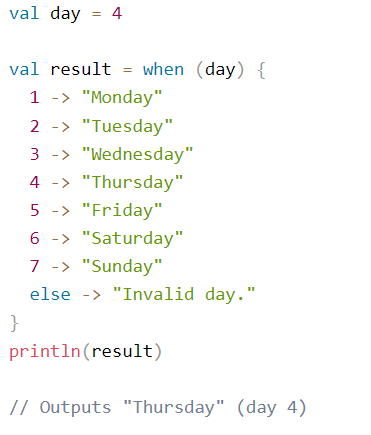 val day = 4
val result = when (day) {
1 -> "Monday"
2 -> "Tuesday"
3 -> "Wednesday"
4 -> "Thursday"
5 -> "Friday"
6 -> "Saturday"
7 -> "Sunday"
else -> "Invalid day."
}
println(result)
// Outputs "Thursday" (day 4)